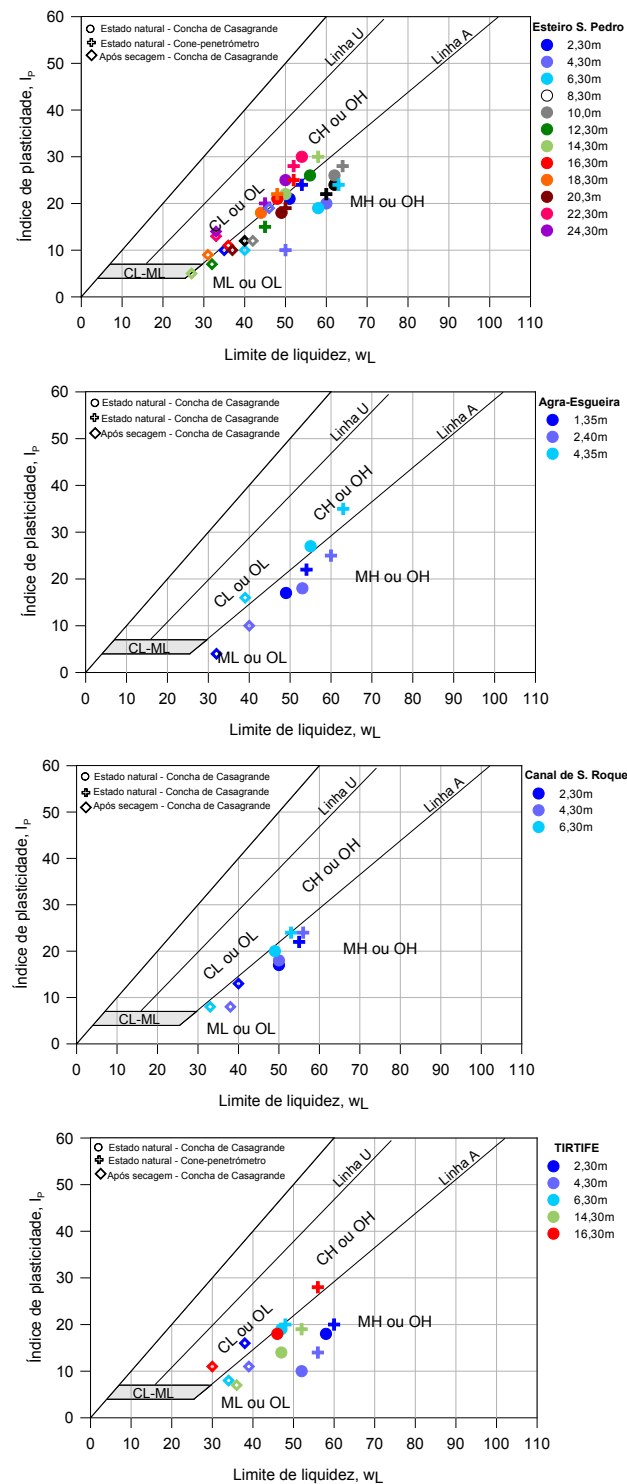 Estado natural - Concha de Casagrande
Estado natural - Cone-penetrómetro
Após secagem - Concha de Casagrande
Linha U
Linha A
CH ou OH
CL ou OL
MH ou OH
CL-ML
ML ou OL
60
50
40
30
20
10
0
0 10 20 30 40 50 60 70 80 90 100 110
Índice de plasticidade, IP
Limite de liquidez, wL
Esteiro S. Pedro
2,30m
4,30m
6,30m
8,30m
10,0m
12,30m
14,30m
16,30m
18,30m
20,3m
22,30m
24,30m
Estado natural - Concha de Casagrande
Estado natural - Concha de Casagrande
Após secagem - Concha de Casagrande
Linha U
Linha A
CH ou OH
CL ou OL
MH ou OH
CL-ML
ML ou OL
60
50
40
30
20
10
0
0 10 20 30 40 50 60 70 80 90 100 110
Índice de plasticidade, IP
Limite de liquidez, wL
Agra-Esgueira
1,35m
2,40m
4,35m
Estado natural - Concha de Casagrande
Estado natural - Concha de Casagrande
Após secagem - Concha de Casagrande
Linha U
Linha A
CH ou OH
CL ou OL
MH ou OH
CL-ML
ML ou OL
60
50
40
30
20
10
0
0 10 20 30 40 50 60 70 80 90 100 110
Índice de plasticidade, IP
Limite de liquidez, wL
Canal de S. Roque
2,30m
4,30m
6,30m
Estado natural - Concha de Casagrande
Estado natural - Cone-penetrómetro
Após secagem - Concha de Casagrande
Linha U
Linha A
CH ou OH
CL ou OL
MH ou OH
CL-ML
ML ou OL
60
50
40
30
20
10
0
0 10 20 30 40 50 60 70 80 90 100 110
Índice de plasticidade, IP
Limite de liquidez, wL
TIRTIFE
2,30m
4,30m
6,30m
14,30m
16,30m